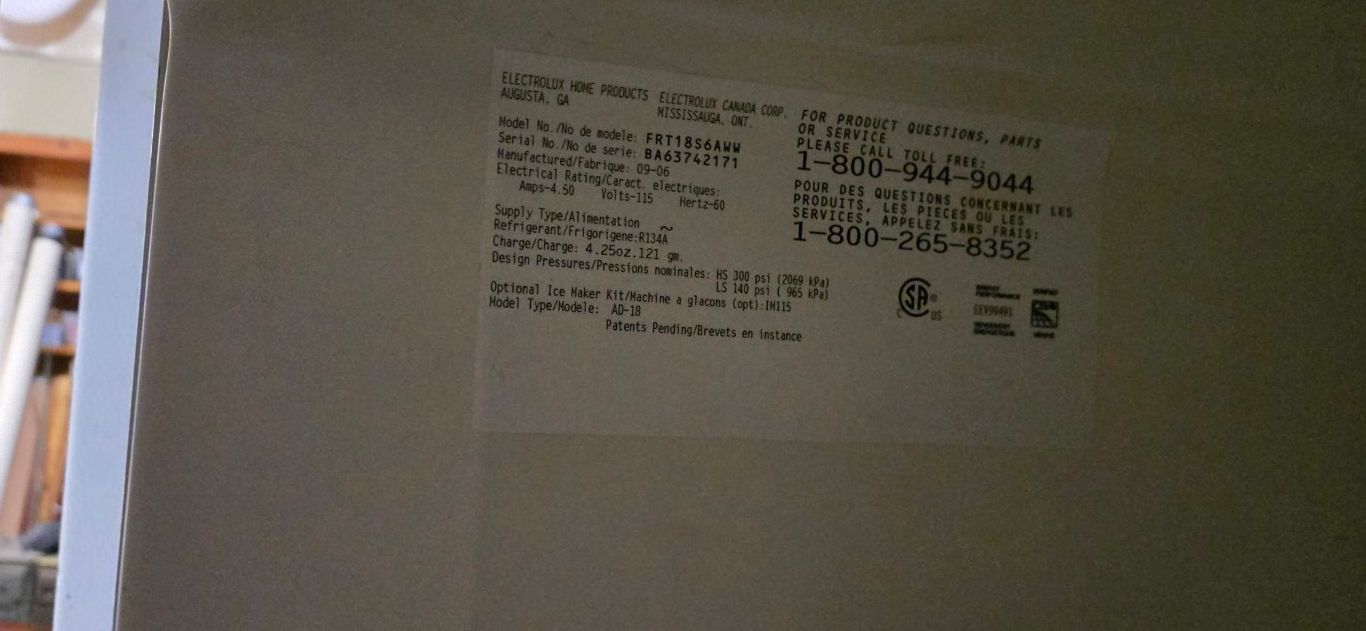 ELECTROLUX HOME PRODUCTS
AUGUSTA, GA
ELECTROLUX CANADA CORP.
MISSISSAUGA, ONT.
Model No./No de modele: FRT18S6AWW
Serial No./No de serie: BA63742171
Manufactured/Fabrique: 09-06
Electrical Rating/Caract. electriques:
Amps-4.50 Volts-115 Hertz-60
Supply Type/Alimentation ~
Refrigerant/Frigorigene:R134A
Charge/Charge: 4.25oz.121 gm.
Design Pressures/Pressions nominales: HS 300 psi (2069 kPa)
LS 140 psi ( 965 kPa)
Optional Ice Maker Kit/Machine a glacons (opt):IM115
Model Type/Modele: AD-18
Patents Pending/Brevets en instance
FOR PRODUCT QUESTIONS, PARTS
OR SERVICE
PLEASE CALL TOLL FREE:
1-800-944-9044
POUR DES QUESTIONS CONCERNANT LES
PRODUITS, LES PIECES OU LES
SERVICES, APPELEZ SANS FRAIS:
1-800-265-8352
C SA ® US
EEV99491